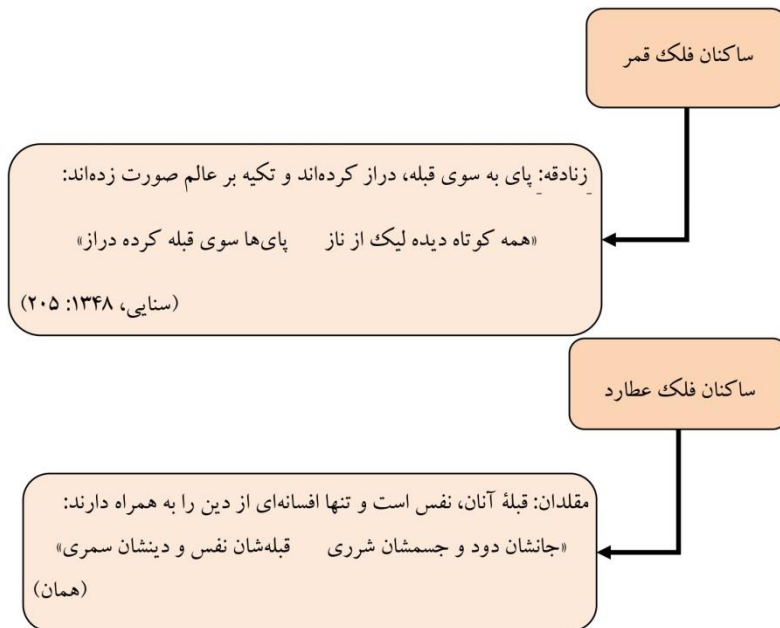 ساکنان فلک قمر
زنادقه: پای به سوی قبله، دراز کرده‌اند و تکیه بر عالم صورت زده‌اند:
«همه کوتاه دیده لیک از ناز پای‌ها سوی قبله کرده دراز»
(سنایی، ۱۳۴۸: ۲۰۵)
ساکنان فلک عطارد
مقلدان: قبلهٔ آنان، نفس است و تنها افسانه‌ای از دین را به همراه دارند:
«جانشان دود و جسمشان شرری قبله‌شان نفس و دینشان سمری»
(همان)